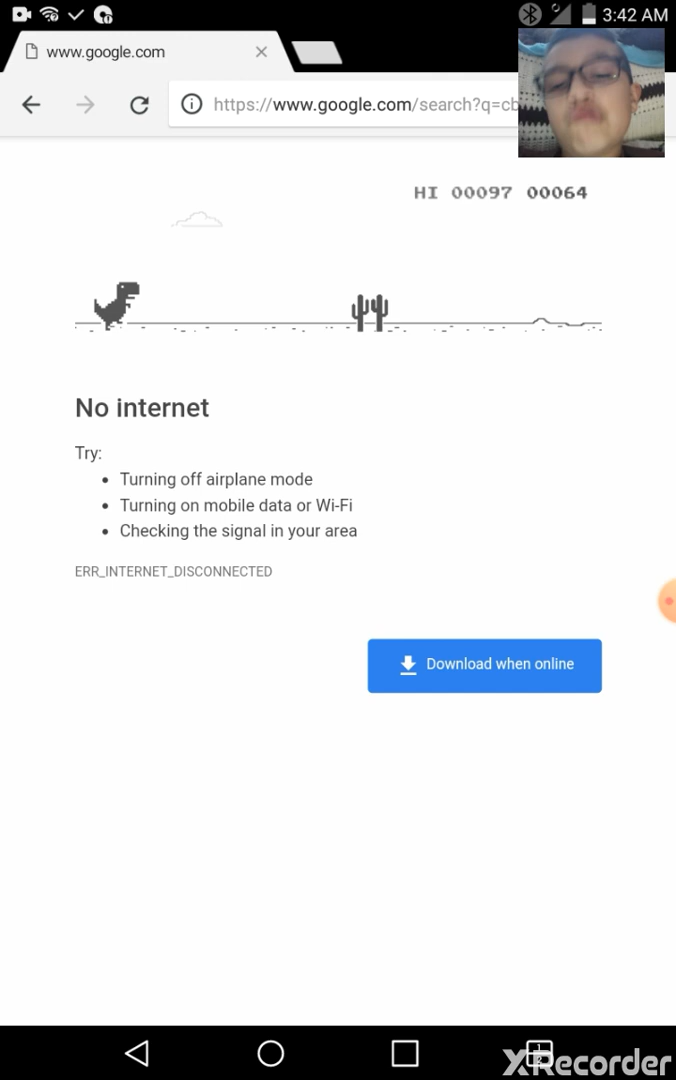 3:42 AM
www.google.com
https://www.google.com/search?q=cb
HI 00097 00064
No internet
Try:
Turning off airplane mode
Turning on mobile data or Wi-Fi
Checking the signal in your area
ERR_INTERNET_DISCONNECTED
Download when online
XRecorder